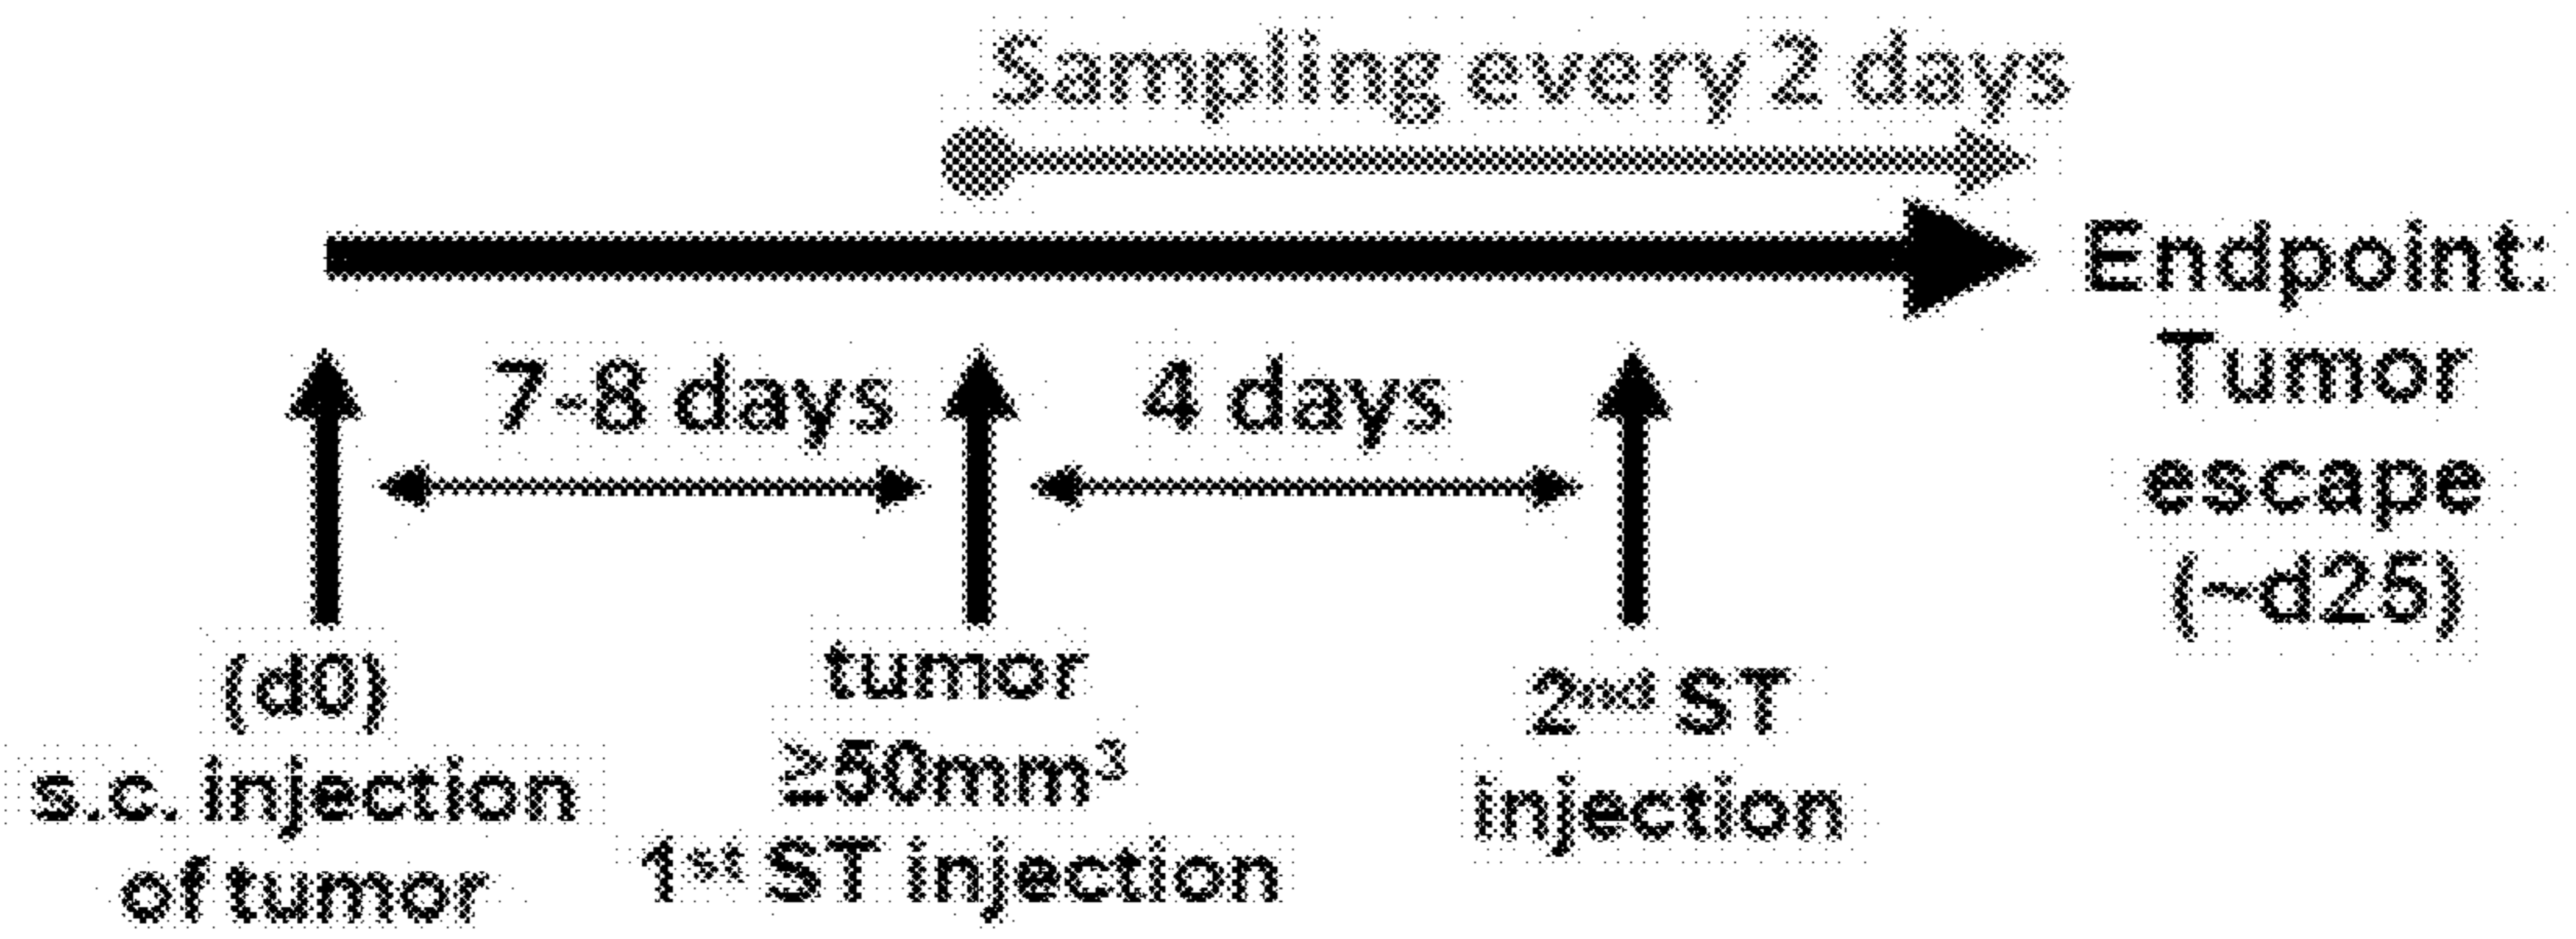 Sampling every 2 days
Endpoint:
Tumor
escape
(~d25)
7-8 days
4 days
(d0)
s.c. injection
of tumor
tumor
≥50mm³
1st ST injection
2nd ST
injection